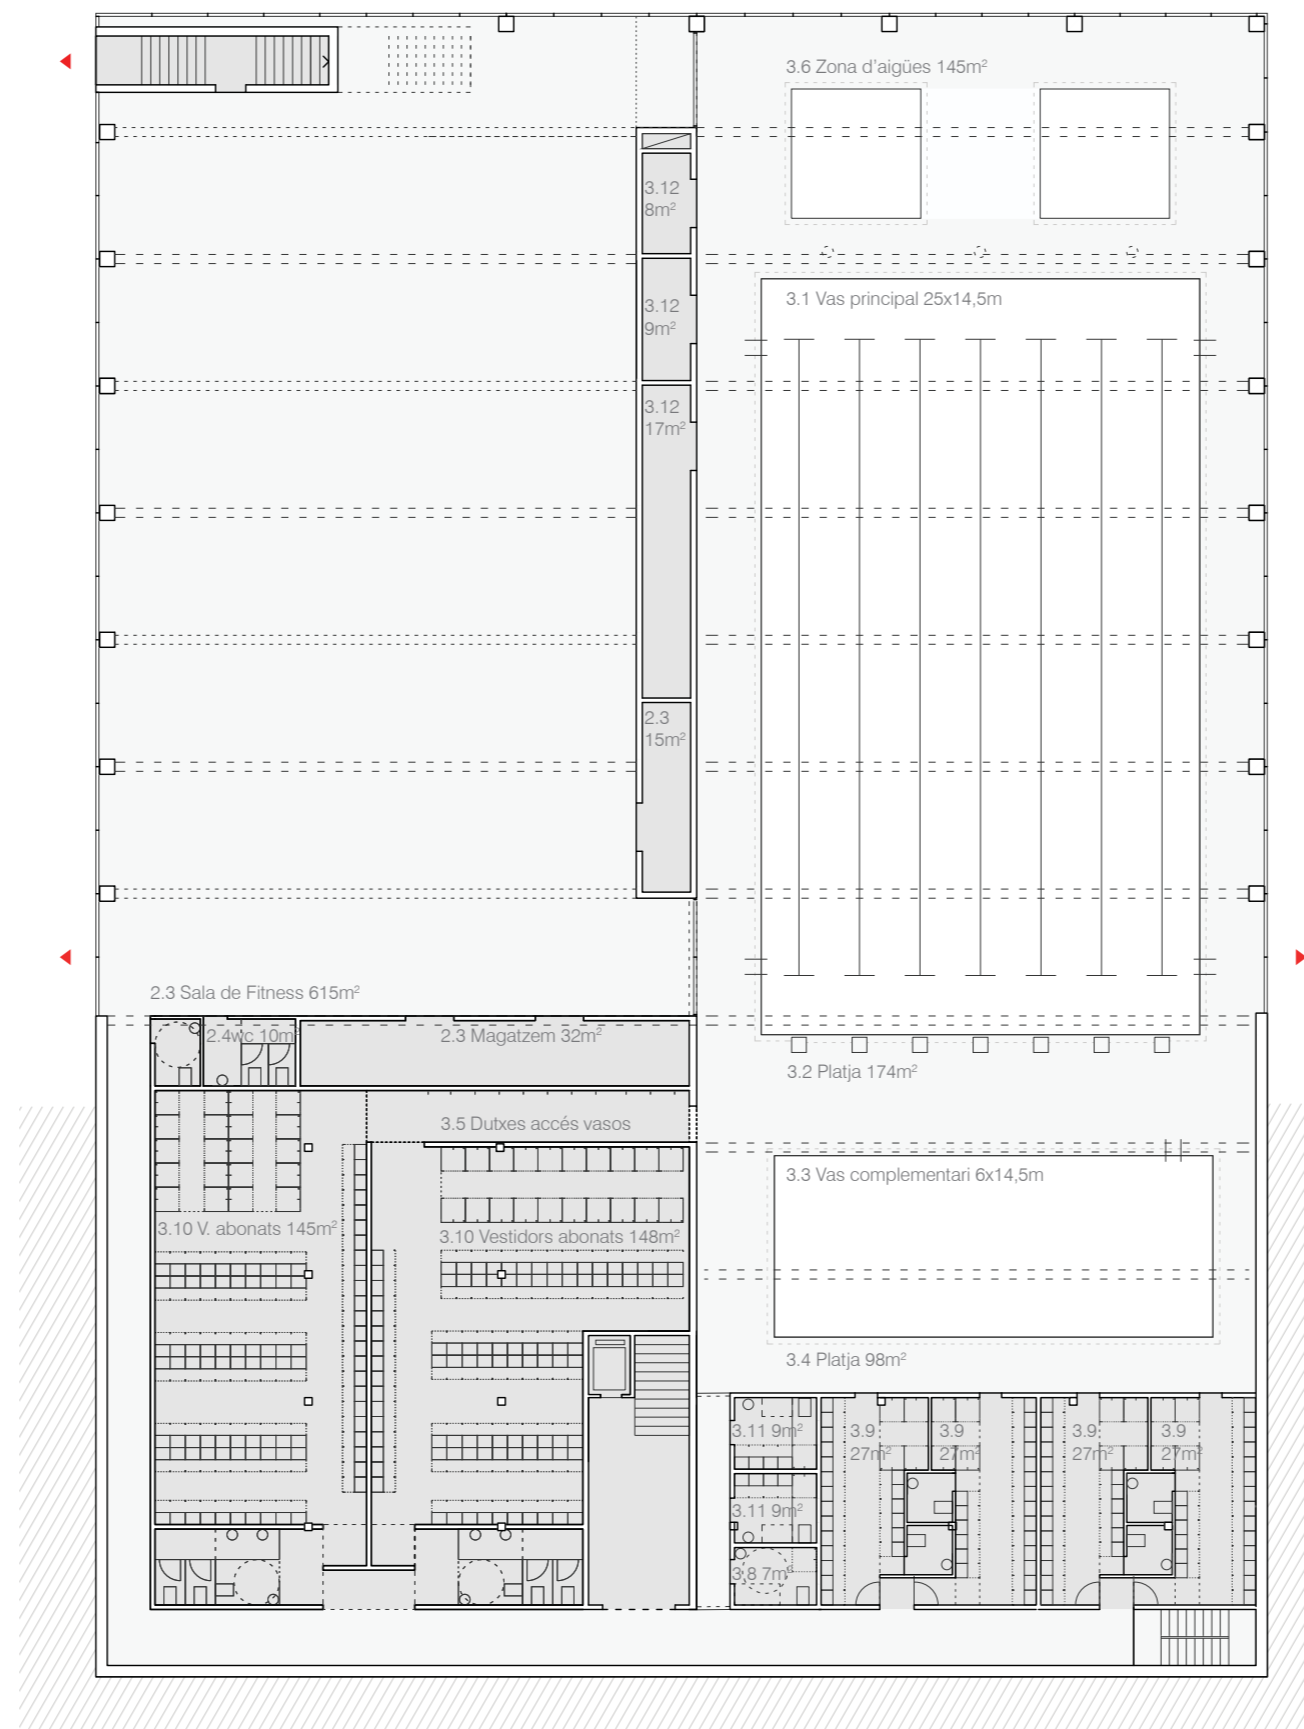 3.6 Zona d'aigües 145m²
3.12
8m²
3.1 Vas principal 25x14,5m
3.12
9m²
3.12
17m²
2.3
15m²
2.3 Sala de Fitness 615m²
2.4wc 10m²
2.3 Magatzem 32m²
3.2 Platja 174m²
3.5 Dutxes accés vasos
3.3 Vas complementari 6x14,5m
3.10 V. abonats 145m²
3.10 Vestidors abonats 148m²
3.4 Platja 98m²
3.11 9m²
3.9
27m²
3.9
27m²
3.9
27m²
3.9
27m²
3.11 9m²
3.8 7m²